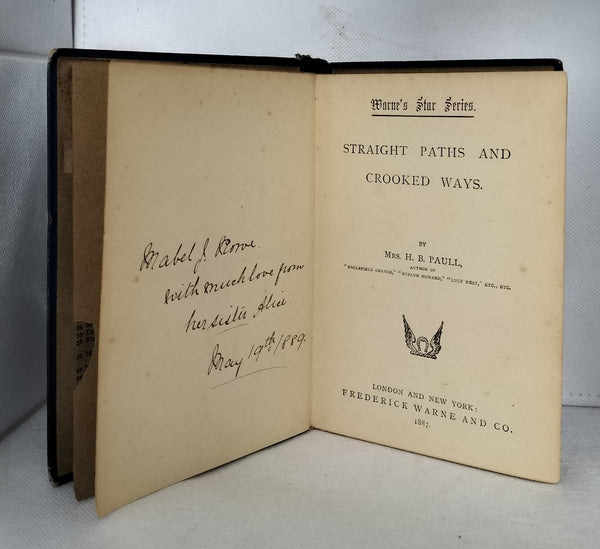 Mabel J. Rowe.
with much love from
her sister Alice.
May 19th 1889.
Warne's Star Series.
STRAIGHT PATHS AND
CROOKED WAYS.
BY
MRS. H. B. PAULL,
AUTHOR OF
"ENGLEFIELD GRANGE," "EVELYN HOWARD," "LUCY WEST," ETC., ETC.
LONDON AND NEW YORK:
FREDERICK WARNE AND CO.
1887.